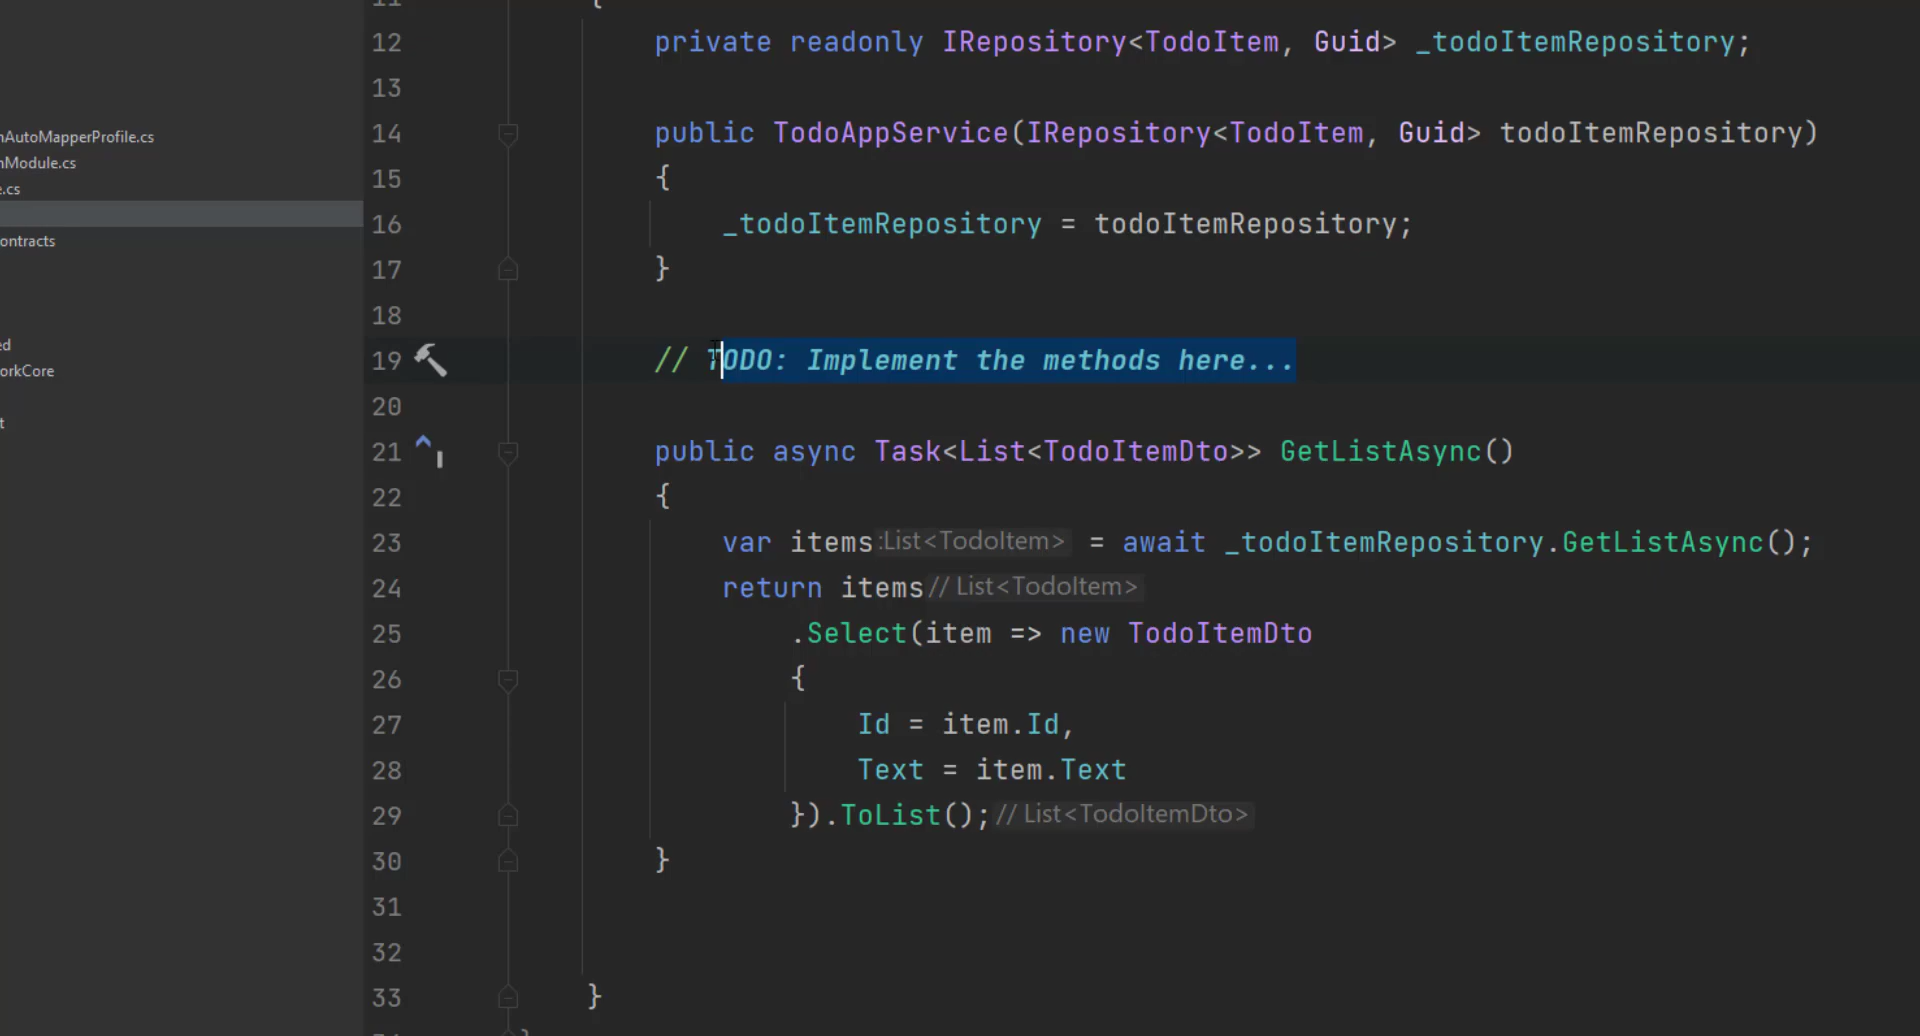 nAutoMapperProfile.cs
nModule.cs
e.cs
ontracts
ed
orkCore
t
11 {
12 private readonly IRepository<TodoItem, Guid> _todoItemRepository;
13
14 public TodoAppService(IRepository<TodoItem, Guid> todoItemRepository)
15 {
16 _todoItemRepository = todoItemRepository;
17 }
18
19 // TODO: Implement the methods here...
20
21 public async Task<List<TodoItemDto>> GetListAsync()
22 {
23 var items :List<TodoItem> = await _todoItemRepository.GetListAsync();
24 return items // List<TodoItem>
25 .Select(item => new TodoItemDto
26 {
27 Id = item.Id,
28 Text = item.Text
29 }).ToList(); // List<TodoItemDto>
30 }
31
32
33 }